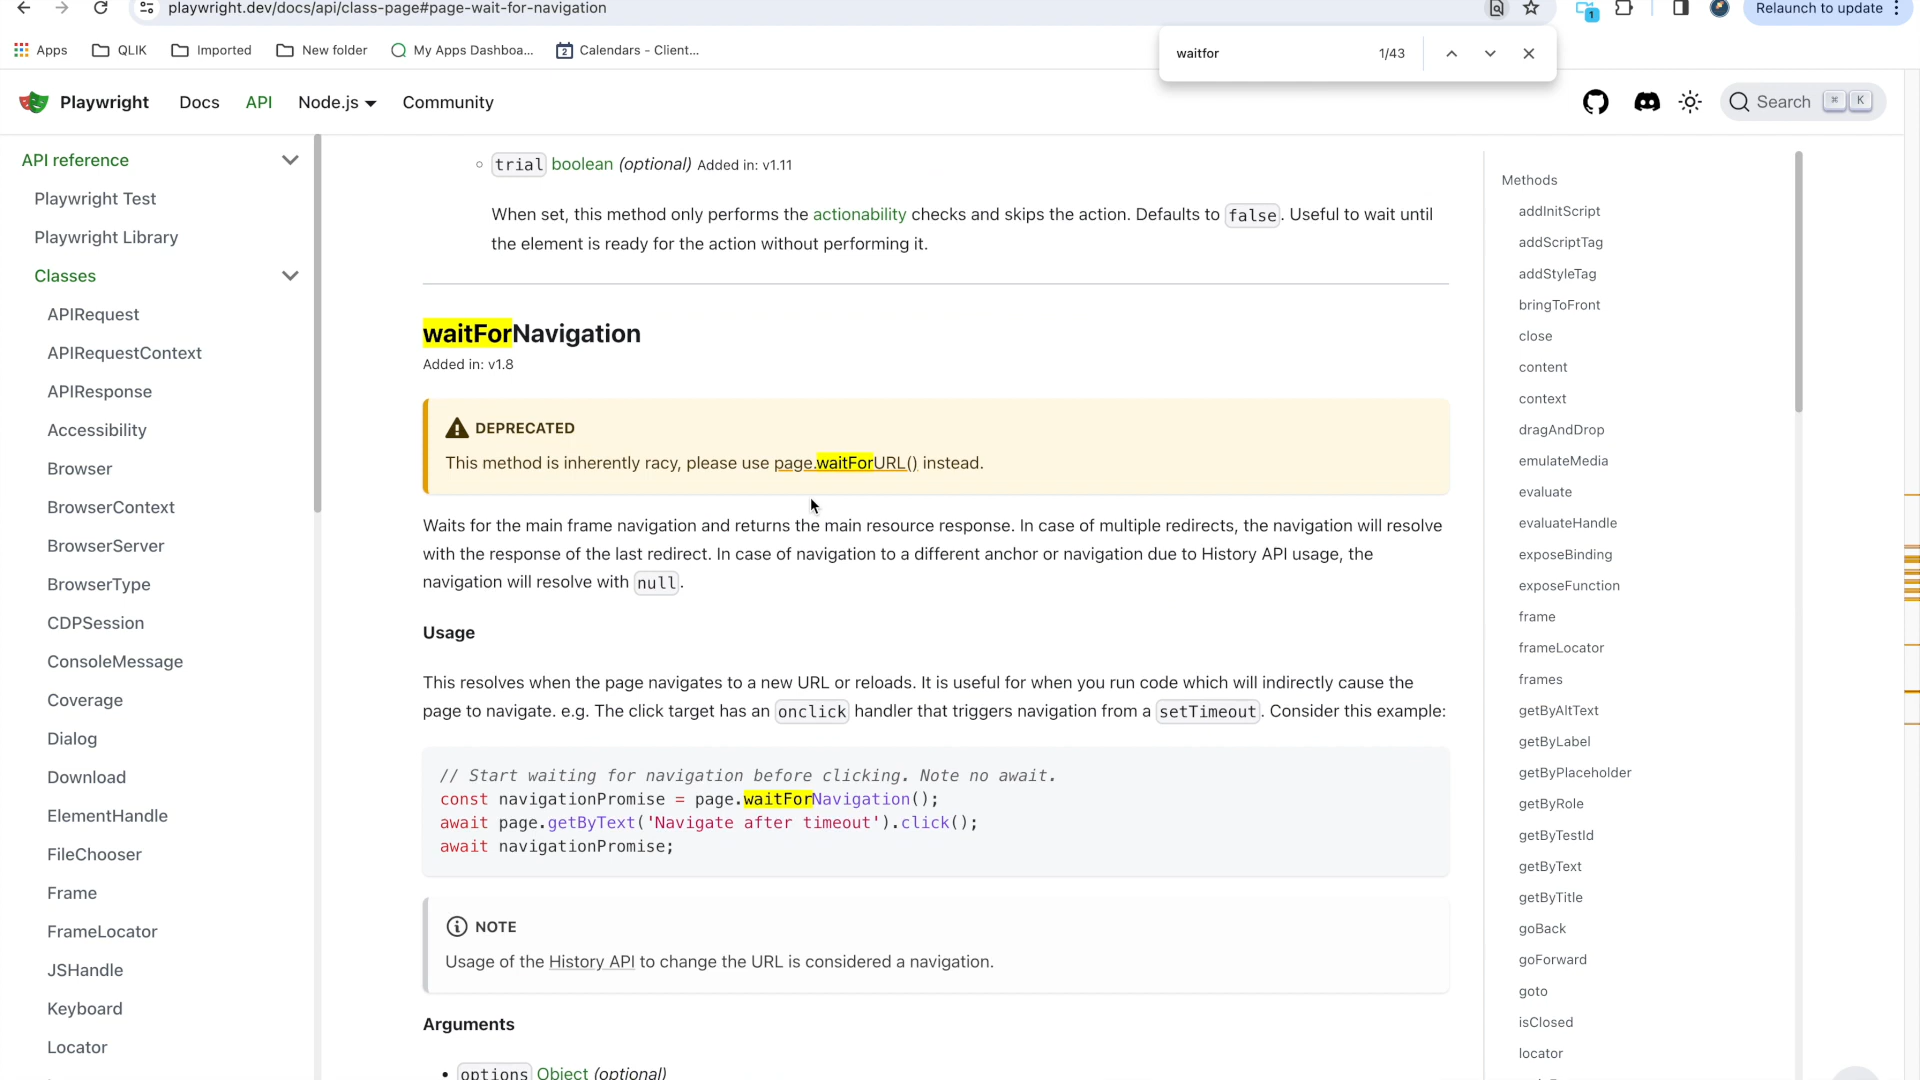 playwright.dev/docs/api/class-page#page-wait-for-navigation
1
Relaunch to update
Apps
QLIK
Imported
New folder
My Apps Dashboa...
2
Calendars - Client...
waitfor
1/43
Playwright
Docs
API
Node.js
Community
Search
⌘ K
API reference
Playwright Test
Playwright Library
Classes
APIRequest
APIRequestContext
APIResponse
Accessibility
Browser
BrowserContext
BrowserServer
BrowserType
CDPSession
ConsoleMessage
Coverage
Dialog
Download
ElementHandle
FileChooser
Frame
FrameLocator
JSHandle
Keyboard
Locator
trial boolean (optional) Added in: v1.11
When set, this method only performs the actionability checks and skips the action. Defaults to false. Useful to wait until
the element is ready for the action without performing it.
waitForNavigation
Added in: v1.8
DEPRECATED
This method is inherently racy, please use page.waitForURL() instead.
Waits for the main frame navigation and returns the main resource response. In case of multiple redirects, the navigation will resolve
with the response of the last redirect. In case of navigation to a different anchor or navigation due to History API usage, the
navigation will resolve with null.
Usage
This resolves when the page navigates to a new URL or reloads. It is useful for when you run code which will indirectly cause the
page to navigate. e.g. The click target has an onclick handler that triggers navigation from a setTimeout. Consider this example:
// Start waiting for navigation before clicking. Note no await.
const navigationPromise = page.waitForNavigation();
await page.getByText('Navigate after timeout').click();
await navigationPromise;
NOTE
Usage of the History API to change the URL is considered a navigation.
Arguments
options Object (optional)
Methods
addInitScript
addScriptTag
addStyleTag
bringToFront
close
content
context
dragAndDrop
emulateMedia
evaluate
evaluateHandle
exposeBinding
exposeFunction
frame
frameLocator
frames
getByAltText
getByLabel
getByPlaceholder
getByRole
getByTestId
getByText
getByTitle
goBack
goForward
goto
isClosed
locator